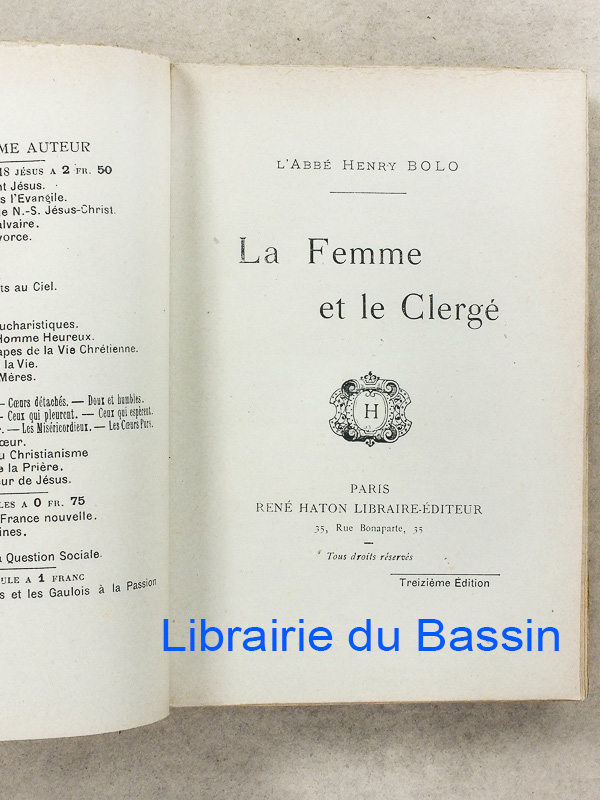 ME AUTEUR
18 JÉSUS A 2 FR. 50
nt Jésus.
s l'Evangile.
e N.-S. Jésus-Christ.
alvaire.
vorce.
ts au Ciel.
ucharistiques.
Homme Heureux.
apes de la Vie Chrétienne.
la Vie.
Mères.
— Cœurs détachés. — Doux et humbles.
— Ceux qui pleurent. — Ceux qui espèrent.
— Les Miséricordieux. — Les Cœurs Purs.
œur.
u Christianisme
e la Prière.
ur de Jésus.
LES A 0 FR. 75
France nouvelle.
ines.
a Question Sociale.
ULE A 1 FRANC
s et les Gaulois à la Passion
L'ABBÉ HENRY BOLO
La Femme
et le Clergé
H
PARIS
RENÉ HATON LIBRAIRE-ÉDITEUR
35, Rue Bonaparte, 35
Tous droits réservés
Treizième Édition
Librairie du Bassin